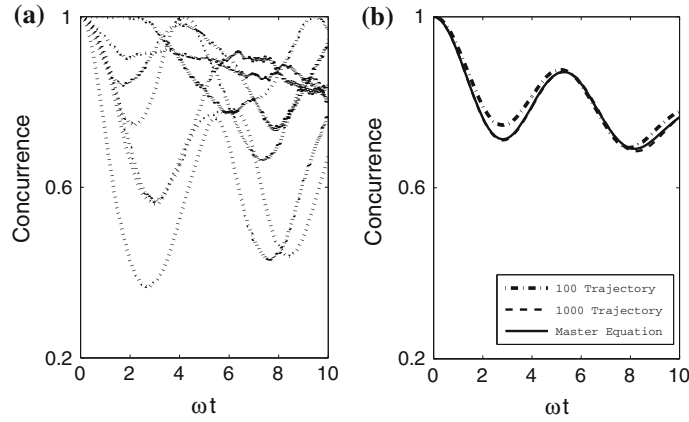 (a)
1
0.6
0.2
Concurrence
0 2 4 6 8 10
ωt
(b)
1
0.6
0.2
Concurrence
100 Trajectory
1000 Trajectory
Master Equation
0 2 4 6 8 10
ωt